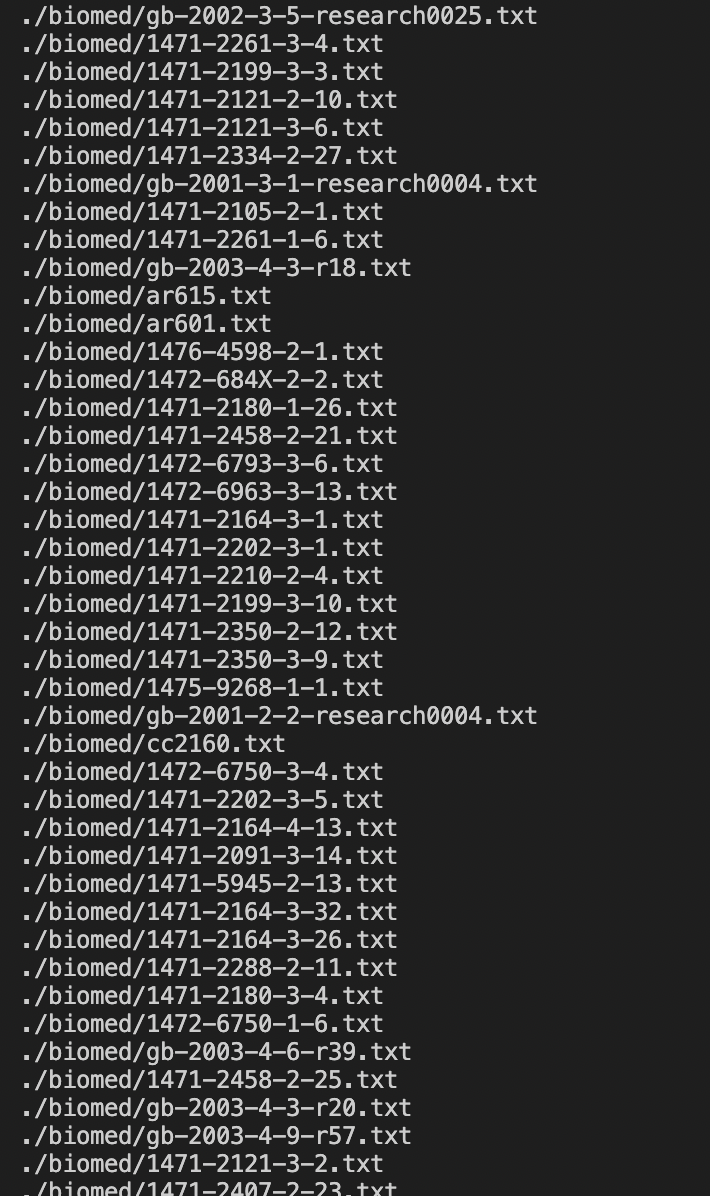 ./biomed/gb-2002-3-5-research0025.txt
./biomed/1471-2261-3-4.txt
./biomed/1471-2199-3-3.txt
./biomed/1471-2121-2-10.txt
./biomed/1471-2121-3-6.txt
./biomed/1471-2334-2-27.txt
./biomed/gb-2001-3-1-research0004.txt
./biomed/1471-2105-2-1.txt
./biomed/1471-2261-1-6.txt
./biomed/gb-2003-4-3-r18.txt
./biomed/ar615.txt
./biomed/ar601.txt
./biomed/1476-4598-2-1.txt
./biomed/1472-684X-2-2.txt
./biomed/1471-2180-1-26.txt
./biomed/1471-2458-2-21.txt
./biomed/1472-6793-3-6.txt
./biomed/1472-6963-3-13.txt
./biomed/1471-2164-3-1.txt
./biomed/1471-2202-3-1.txt
./biomed/1471-2210-2-4.txt
./biomed/1471-2199-3-10.txt
./biomed/1471-2350-2-12.txt
./biomed/1471-2350-3-9.txt
./biomed/1475-9268-1-1.txt
./biomed/gb-2001-2-2-research0004.txt
./biomed/cc2160.txt
./biomed/1472-6750-3-4.txt
./biomed/1471-2202-3-5.txt
./biomed/1471-2164-4-13.txt
./biomed/1471-2091-3-14.txt
./biomed/1471-5945-2-13.txt
./biomed/1471-2164-3-32.txt
./biomed/1471-2164-3-26.txt
./biomed/1471-2288-2-11.txt
./biomed/1471-2180-3-4.txt
./biomed/1472-6750-1-6.txt
./biomed/gb-2003-4-6-r39.txt
./biomed/1471-2458-2-25.txt
./biomed/gb-2003-4-3-r20.txt
./biomed/gb-2003-4-9-r57.txt
./biomed/1471-2121-3-2.txt
./biomed/1471-2407-2-23.txt